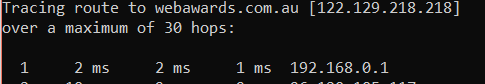 Tracing route to webawards.com.au [122.129.218.218]
over a maximum of 30 hops:
1 2 ms 2 ms 1 ms 192.168.0.1